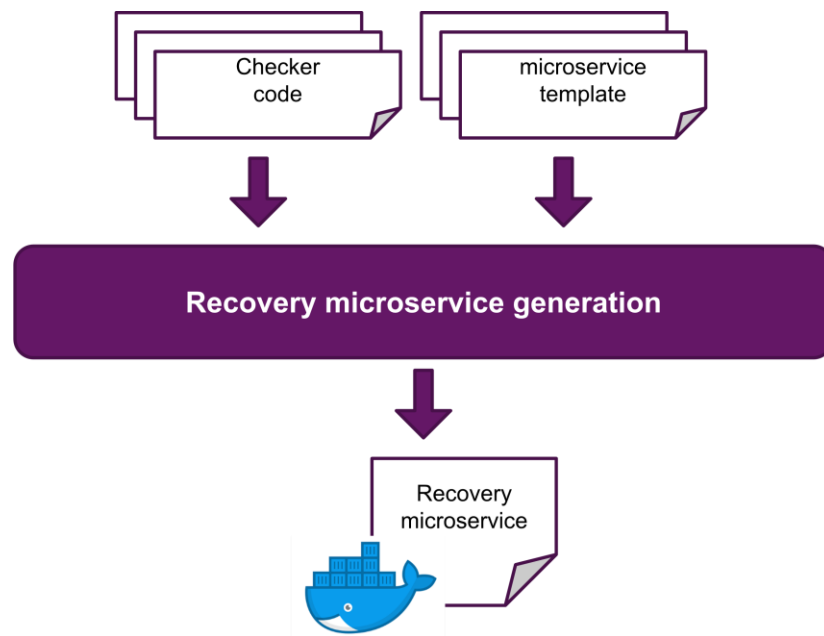 Checker
code
microservice
template
Recovery microservice generation
Recovery
microservice